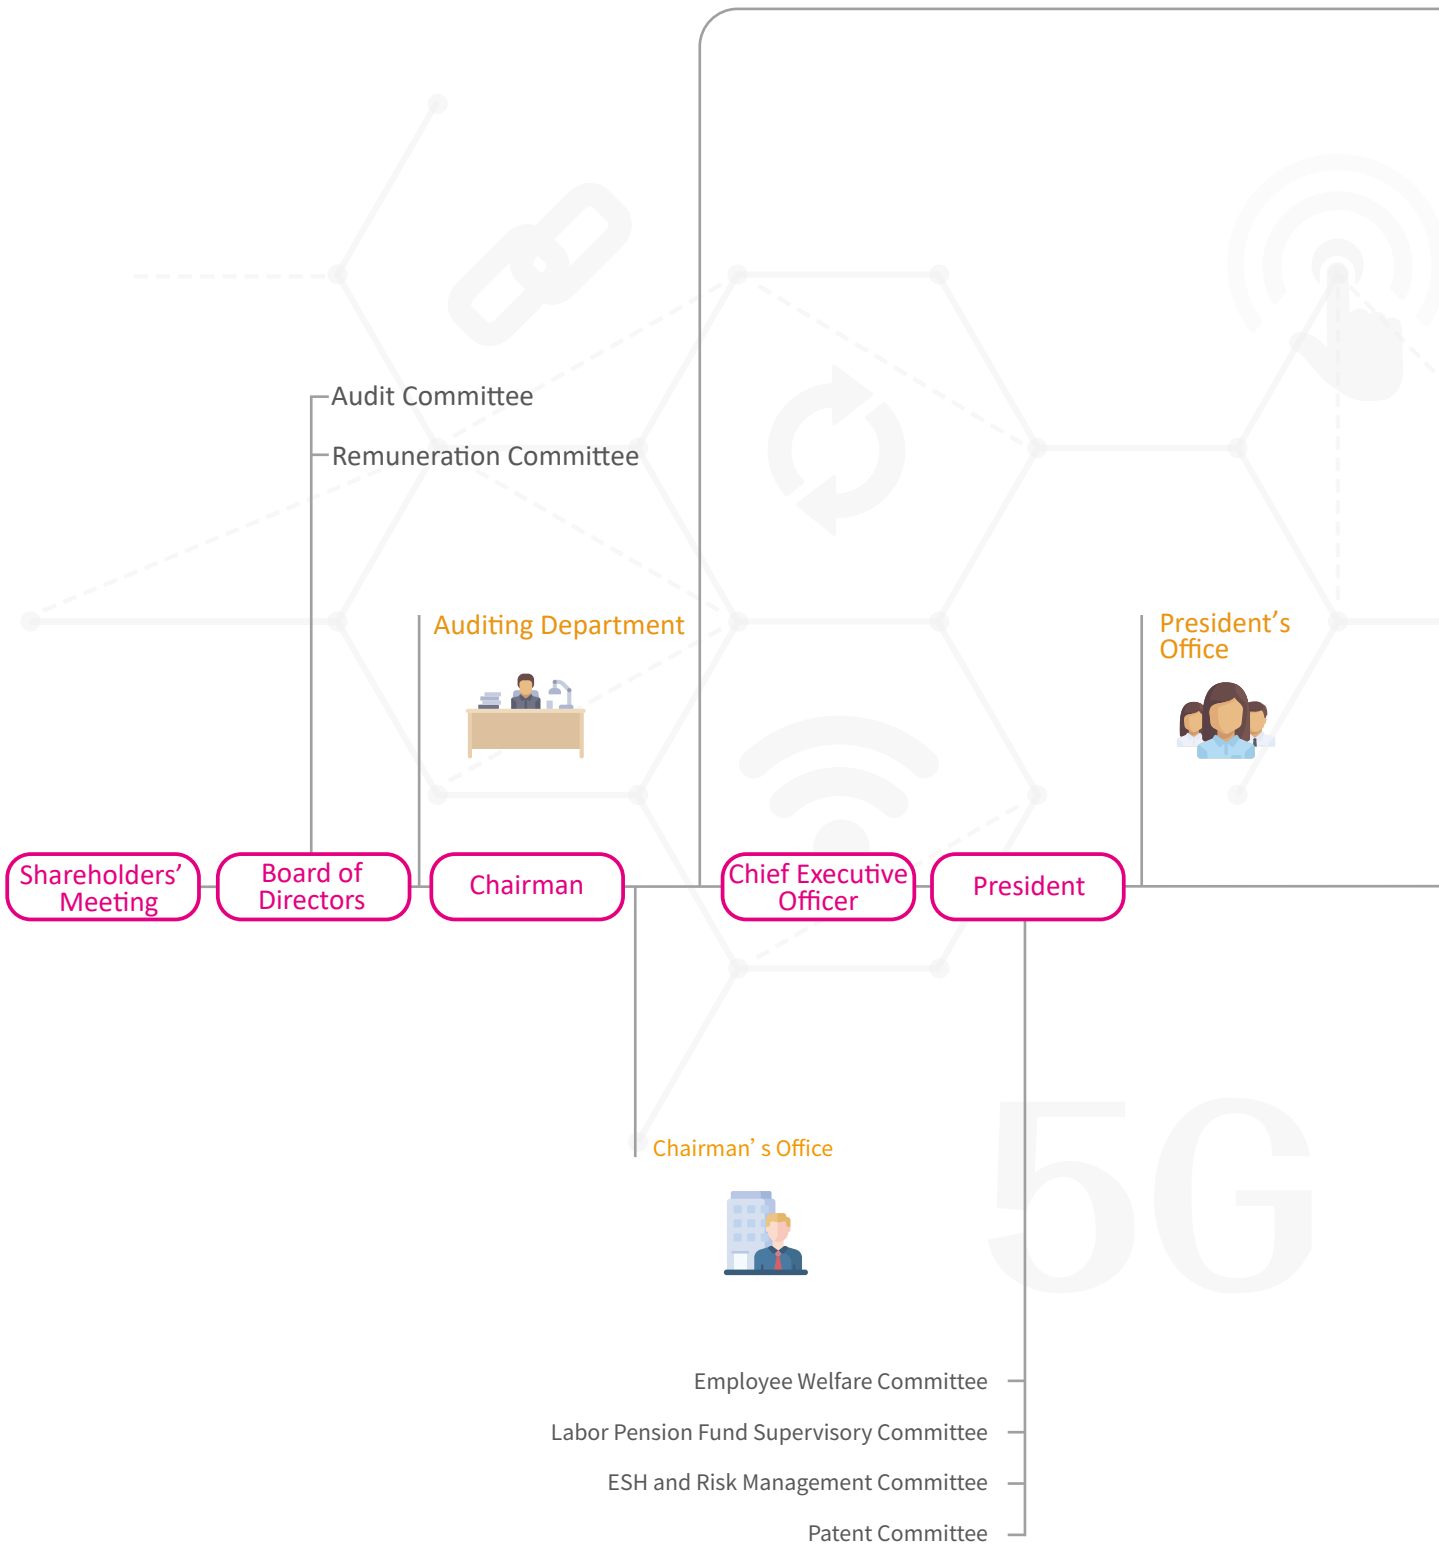 Audit Committee
Remuneration Committee
Auditing Department
President’s
Office
Shareholders’
Meeting
Board of
Directors
Chairman
Chief Executive
Officer
President
Chairman’ s Office
5G
Employee Welfare Committee
Labor Pension Fund Supervisory Committee
ESH and Risk Management Committee
Patent Committee